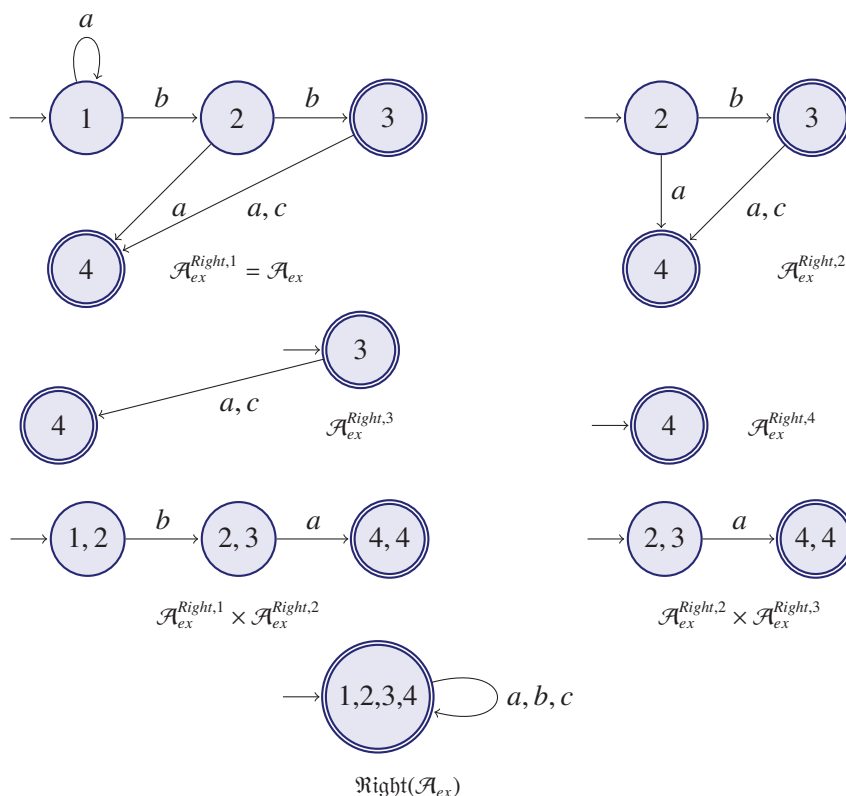 a
1 b 2 b 3 2 b 3
a a, c a a, c
4 𝒜_ex^{Right,1} = 𝒜_ex 4 𝒜_ex^{Right,2}
3
4 a, c 𝒜_ex^{Right,3} 4 𝒜_ex^{Right,4}
1, 2 b 2, 3 a 4, 4 2, 3 a 4, 4
𝒜_ex^{Right,1} × 𝒜_ex^{Right,2} 𝒜_ex^{Right,2} × 𝒜_ex^{Right,3}
1,2,3,4 a, b, c
ℜight(𝒜_ex)